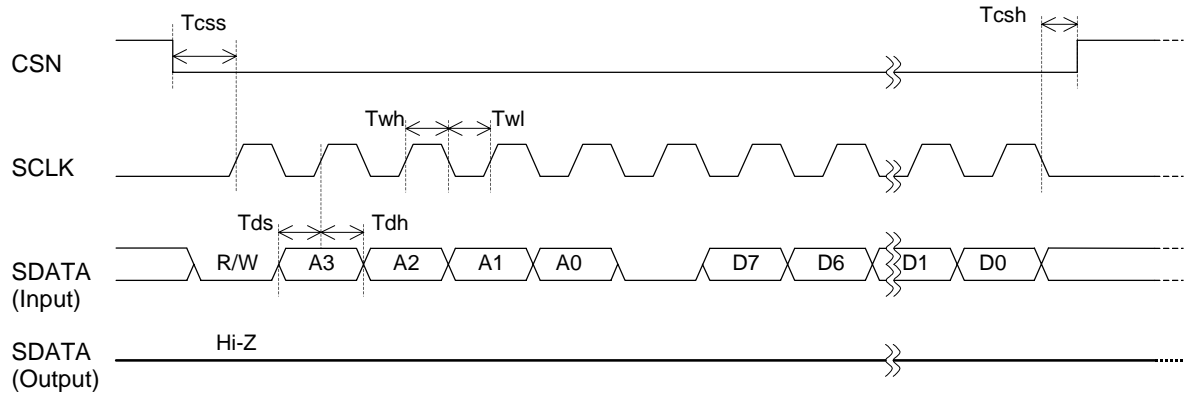 Tcss
Tcsh
CSN
Twh
Twl
SCLK
Tds
Tdh
R/W
A3
A2
A1
A0
D7
D6
D1
D0
SDATA
(Input)
Hi-Z
SDATA
(Output)